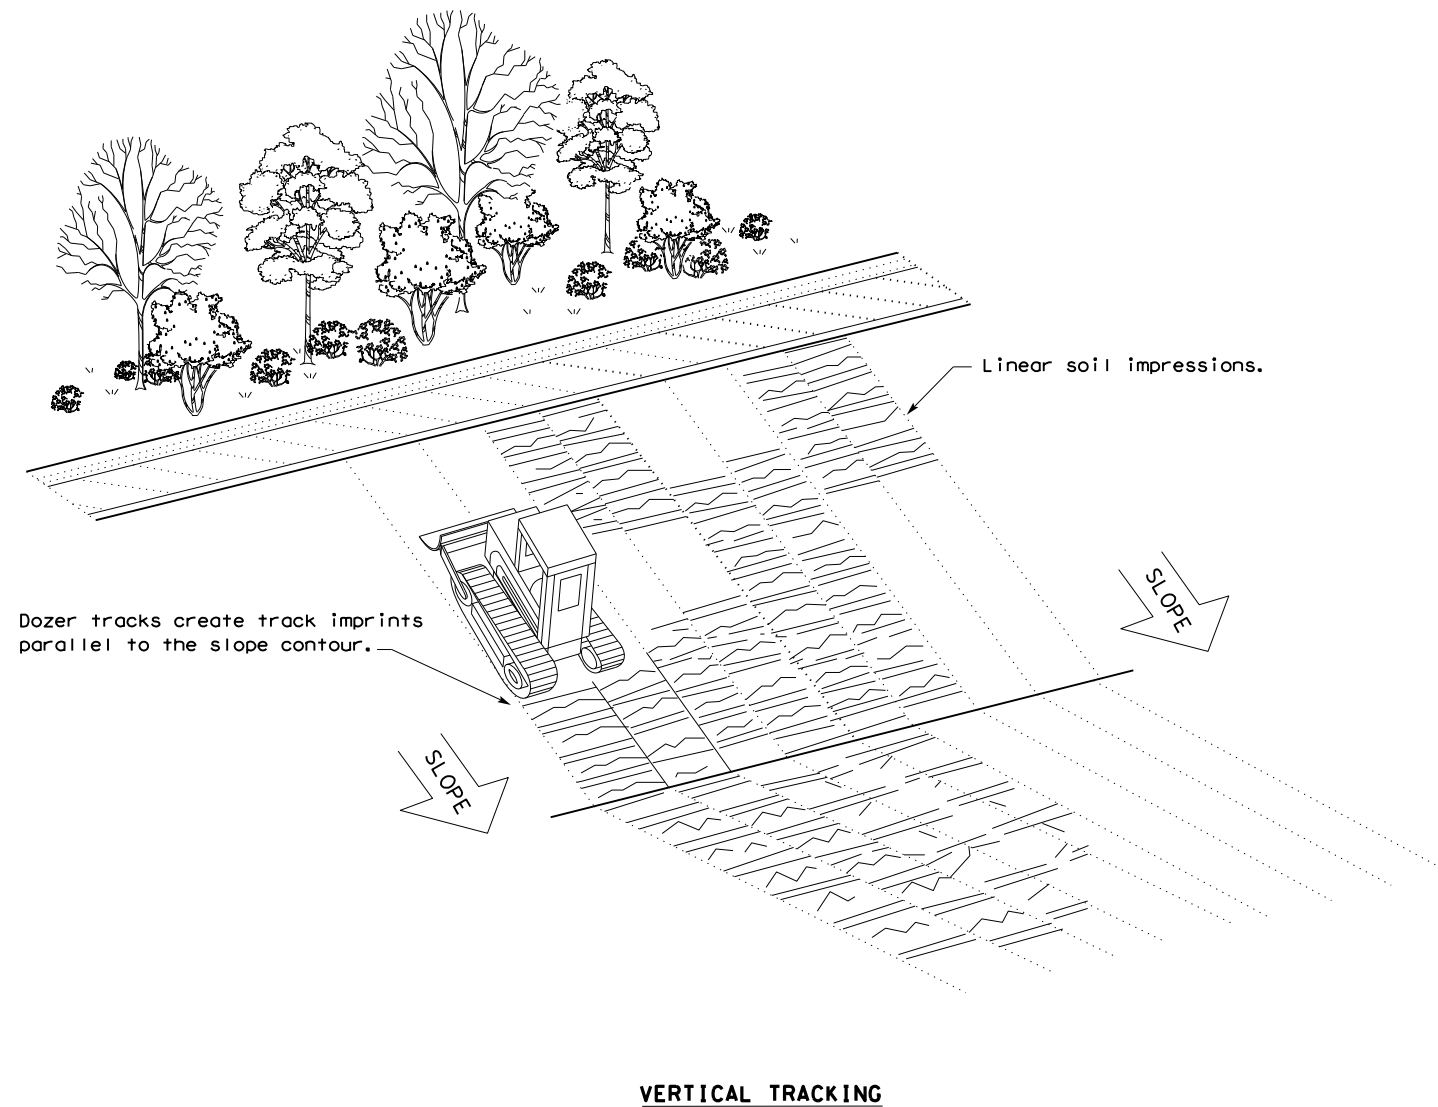 Linear soil impressions.
SLOPE
Dozer tracks create track imprints
parallel to the slope contour.
SLOPE
VERTICAL TRACKING